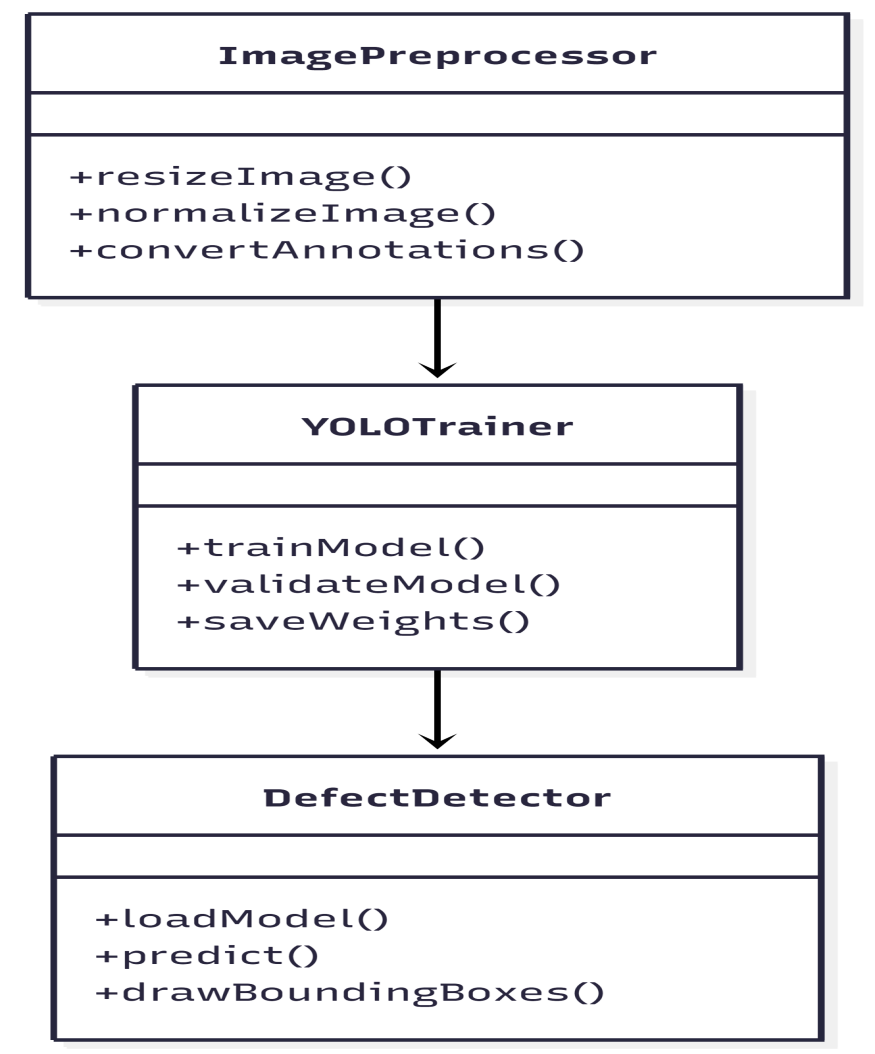 ImagePreprocessor
+resizeImage()
+normalizeImage()
+convertAnnotations()
YOLOTrainer
+trainModel()
+validateModel()
+saveWeights()
DefectDetector
+loadModel()
+predict()
+drawBoundingBoxes()